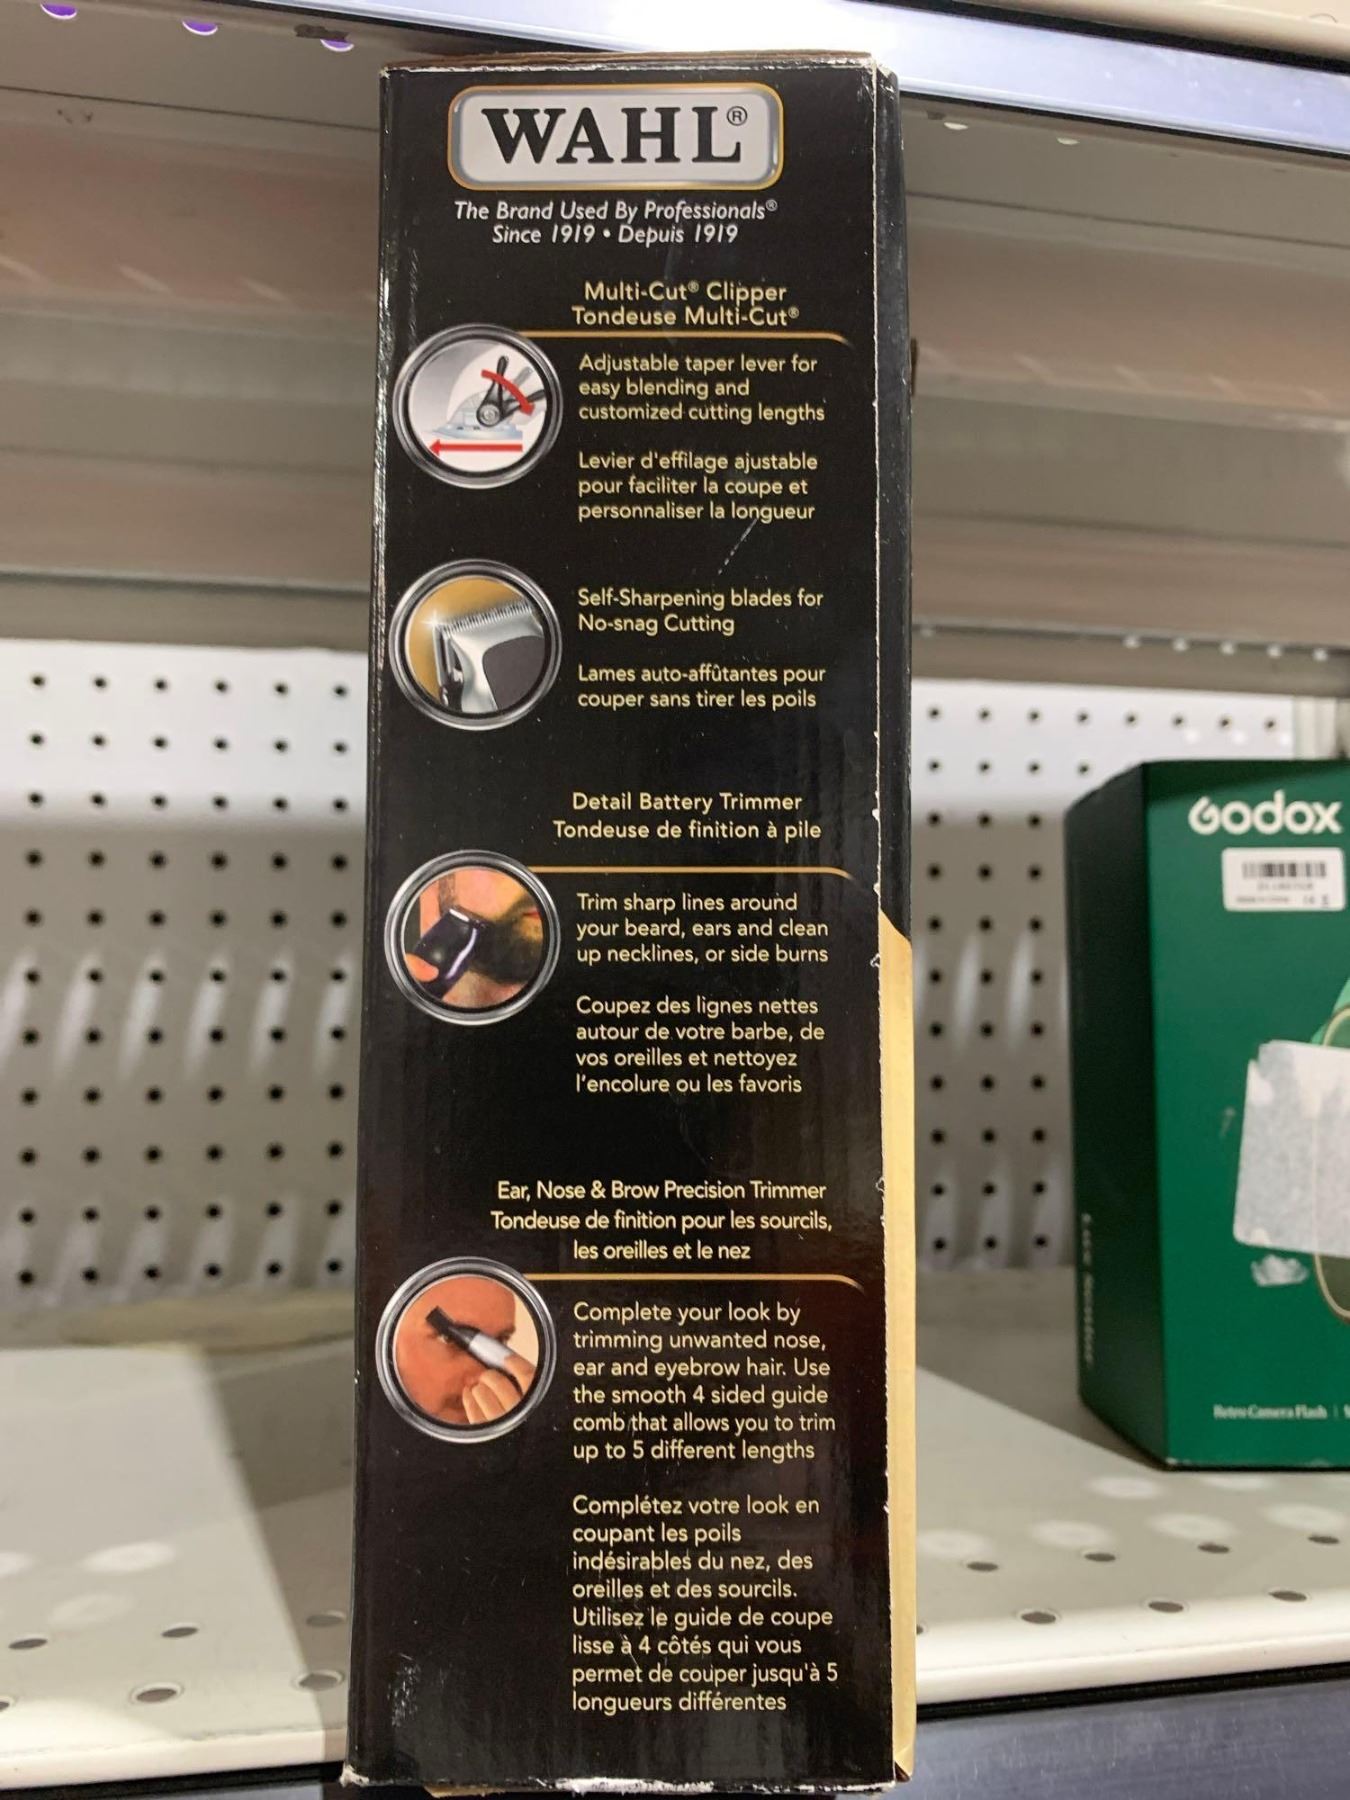 WAHL®
The Brand Used By Professionals®
Since 1919 • Depuis 1919
Multi-Cut® Clipper
Tondeuse Multi-Cut®
Adjustable taper lever for
easy blending and
customized cutting lengths
Levier d'effilage ajustable
pour faciliter la coupe et
personnaliser la longueur
Self-Sharpening blades for
No-snag Cutting
Lames auto-affûtantes pour
couper sans tirer les poils
Detail Battery Trimmer
Tondeuse de finition à pile
Trim sharp lines around
your beard, ears and clean
up necklines, or side burns
Coupez des lignes nettes
autour de votre barbe, de
vos oreilles et nettoyez
l'encolure ou les favoris
Ear, Nose & Brow Precision Trimmer
Tondeuse de finition pour les sourcils,
les oreilles et le nez
Complete your look by
trimming unwanted nose,
ear and eyebrow hair. Use
the smooth 4 sided guide
comb that allows you to trim
up to 5 different lengths
Complétez votre look en
coupant les poils
indésirables du nez, des
oreilles et des sourcils.
Utilisez le guide de coupe
lisse à 4 côtés qui vous
permet de couper jusqu'à 5
longueurs différentes
Godox
Retro Camera Flash |